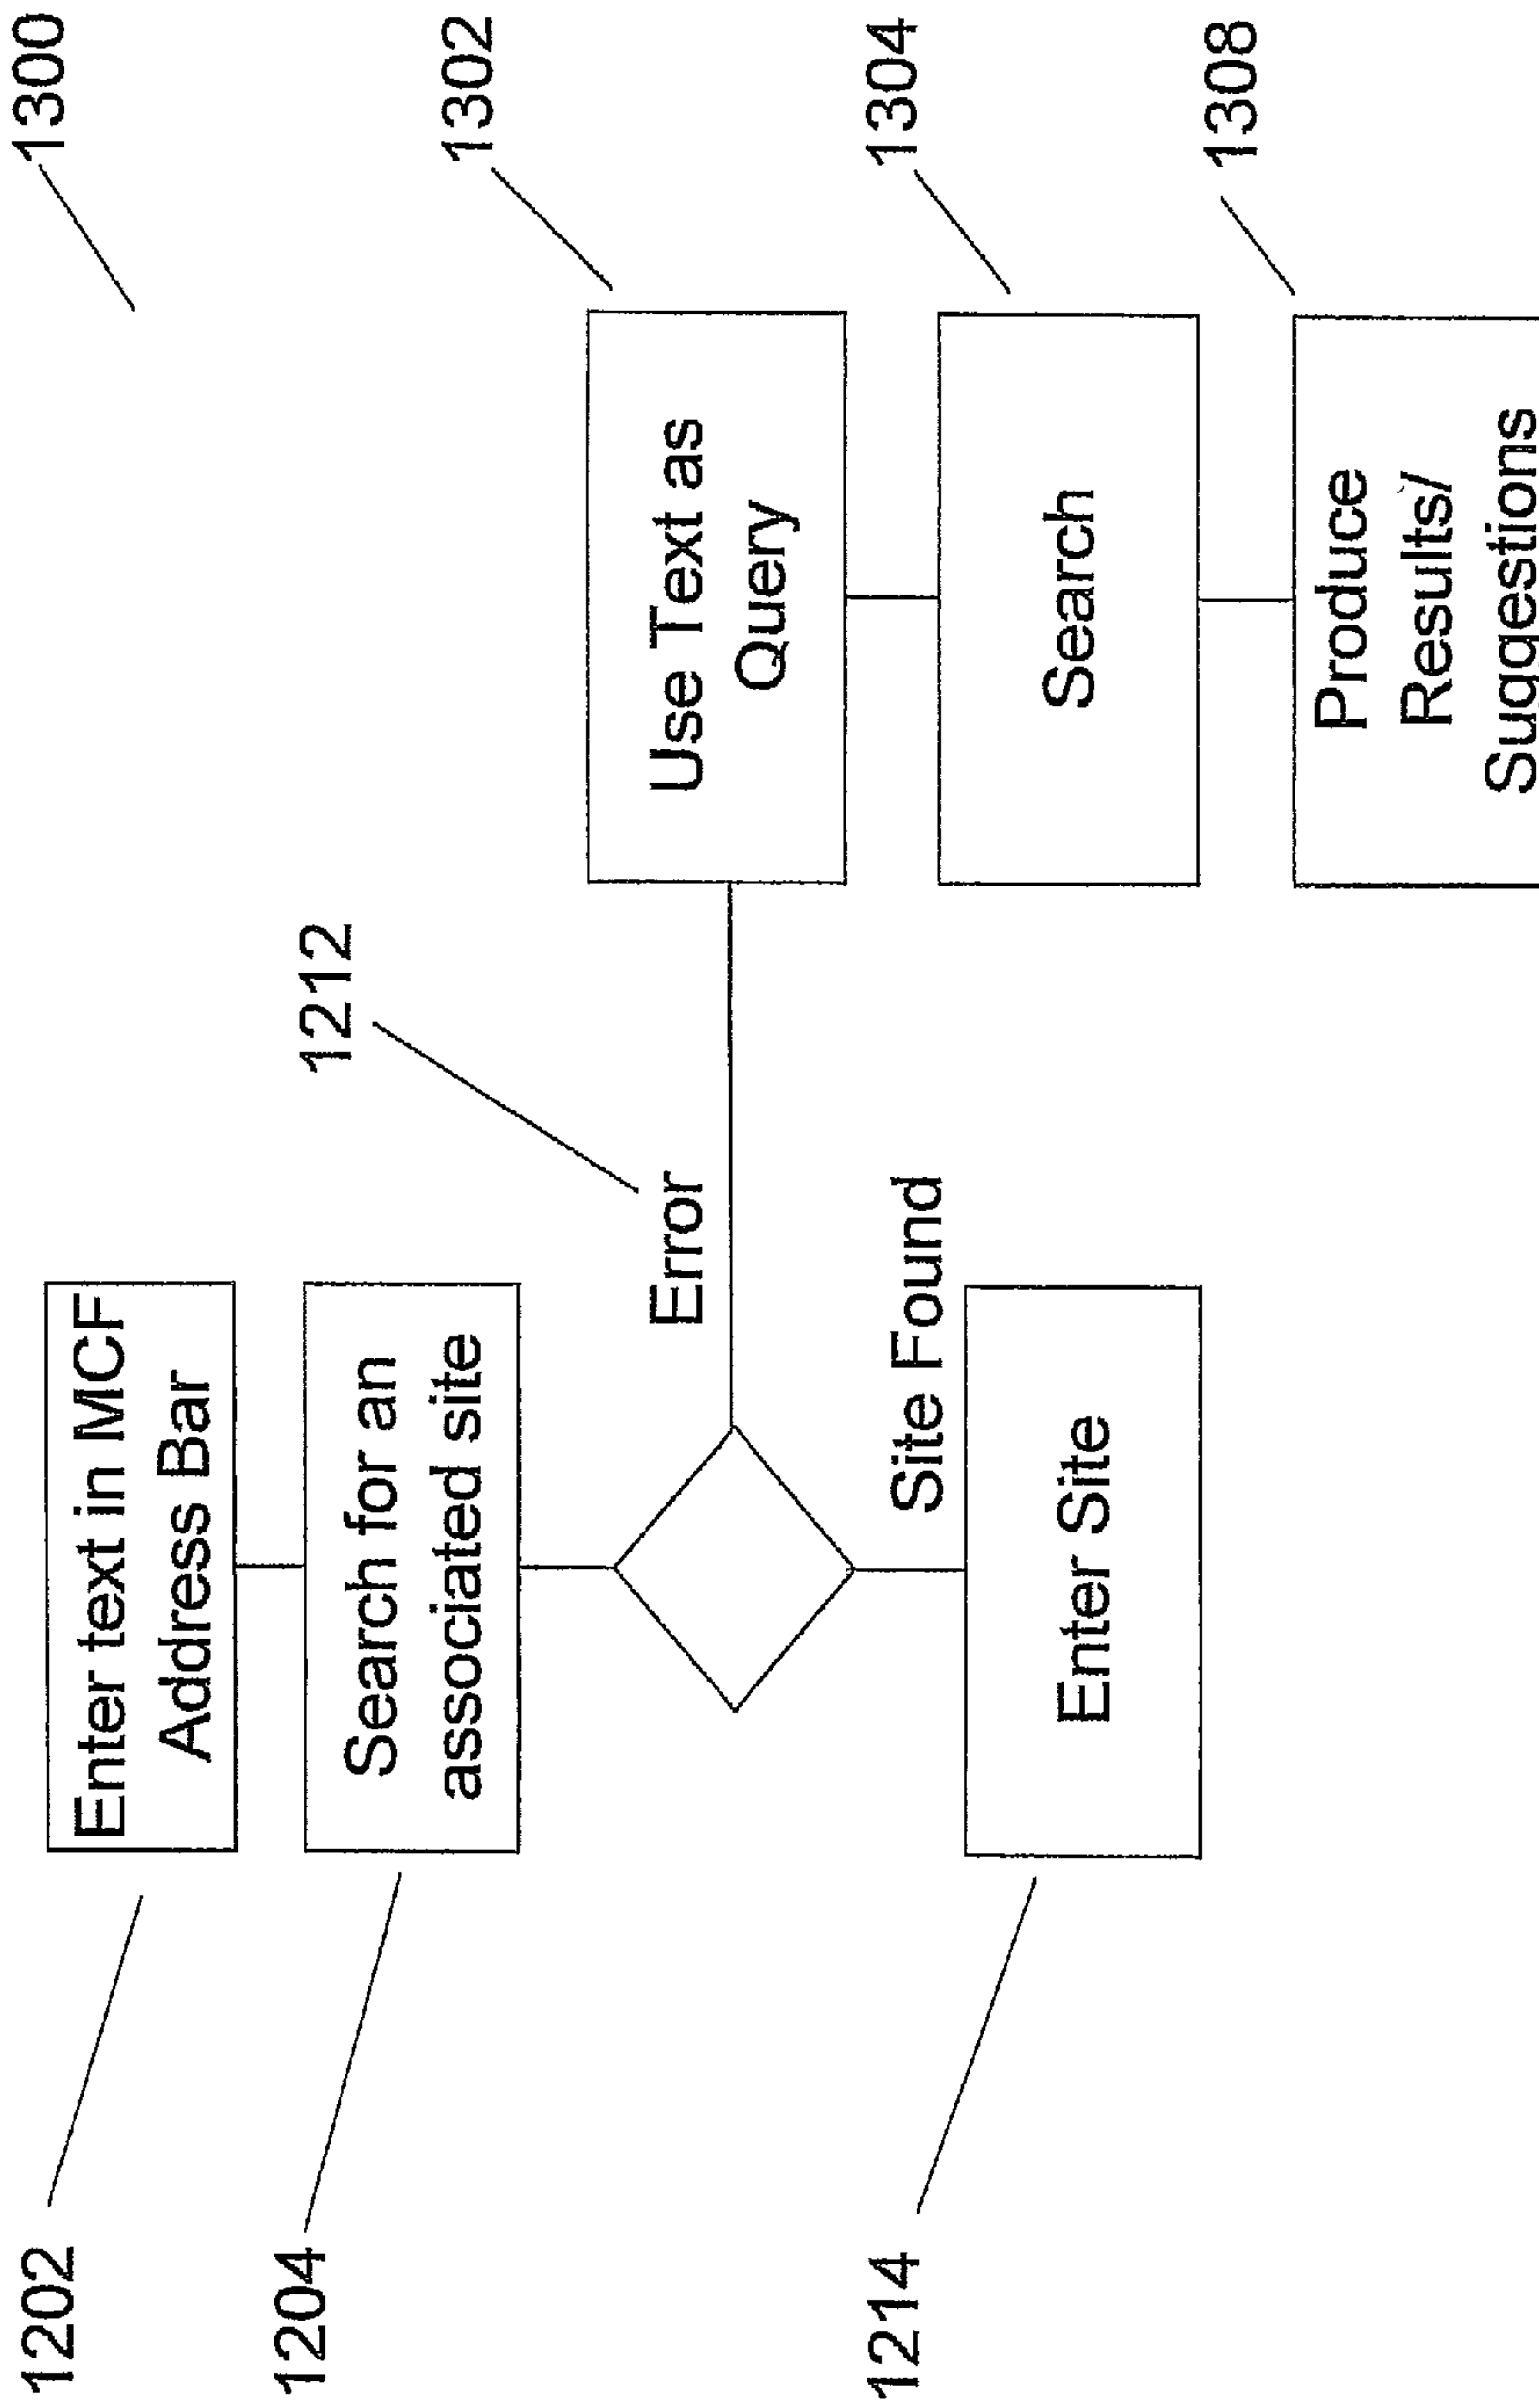 1300
1202
Enter text in MCF
Address Bar
1204
Search for an
associated site
1212
Error
Site Found
1214
Enter Site
1302
Use Text as
Query
1304
Search
1308
Produce
Results/
Suggestions